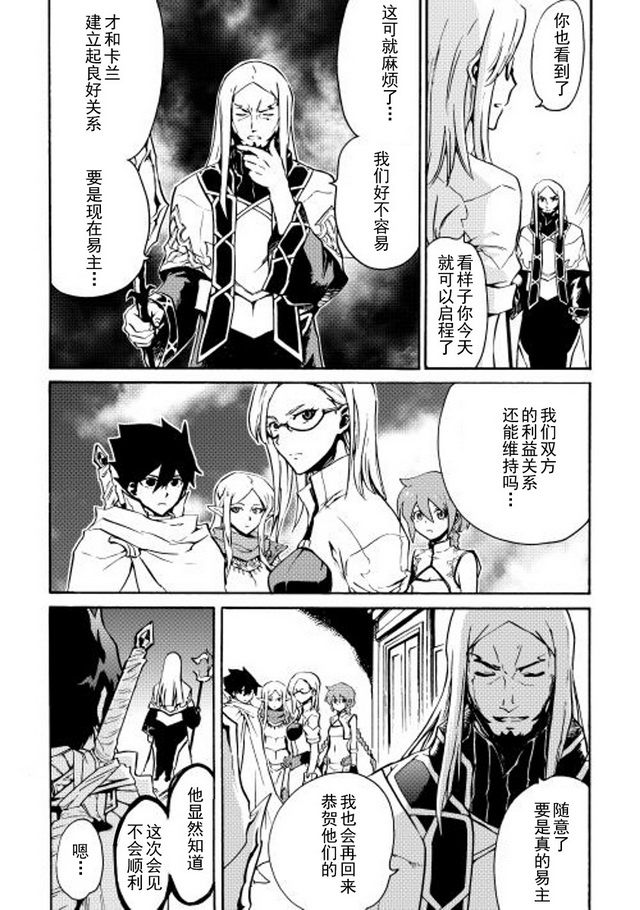 你也看到了
看样子你今天
就可以启程了
这可就麻烦了…
我们好不容易
才和卡兰
建立起良好关系
要是现在易主
我们双方
的利益关系
还能维持吗…
随意了
要是真的易主
我也会再回来
恭贺他们的
他显然知道
这次会见
不会顺利
嗯…